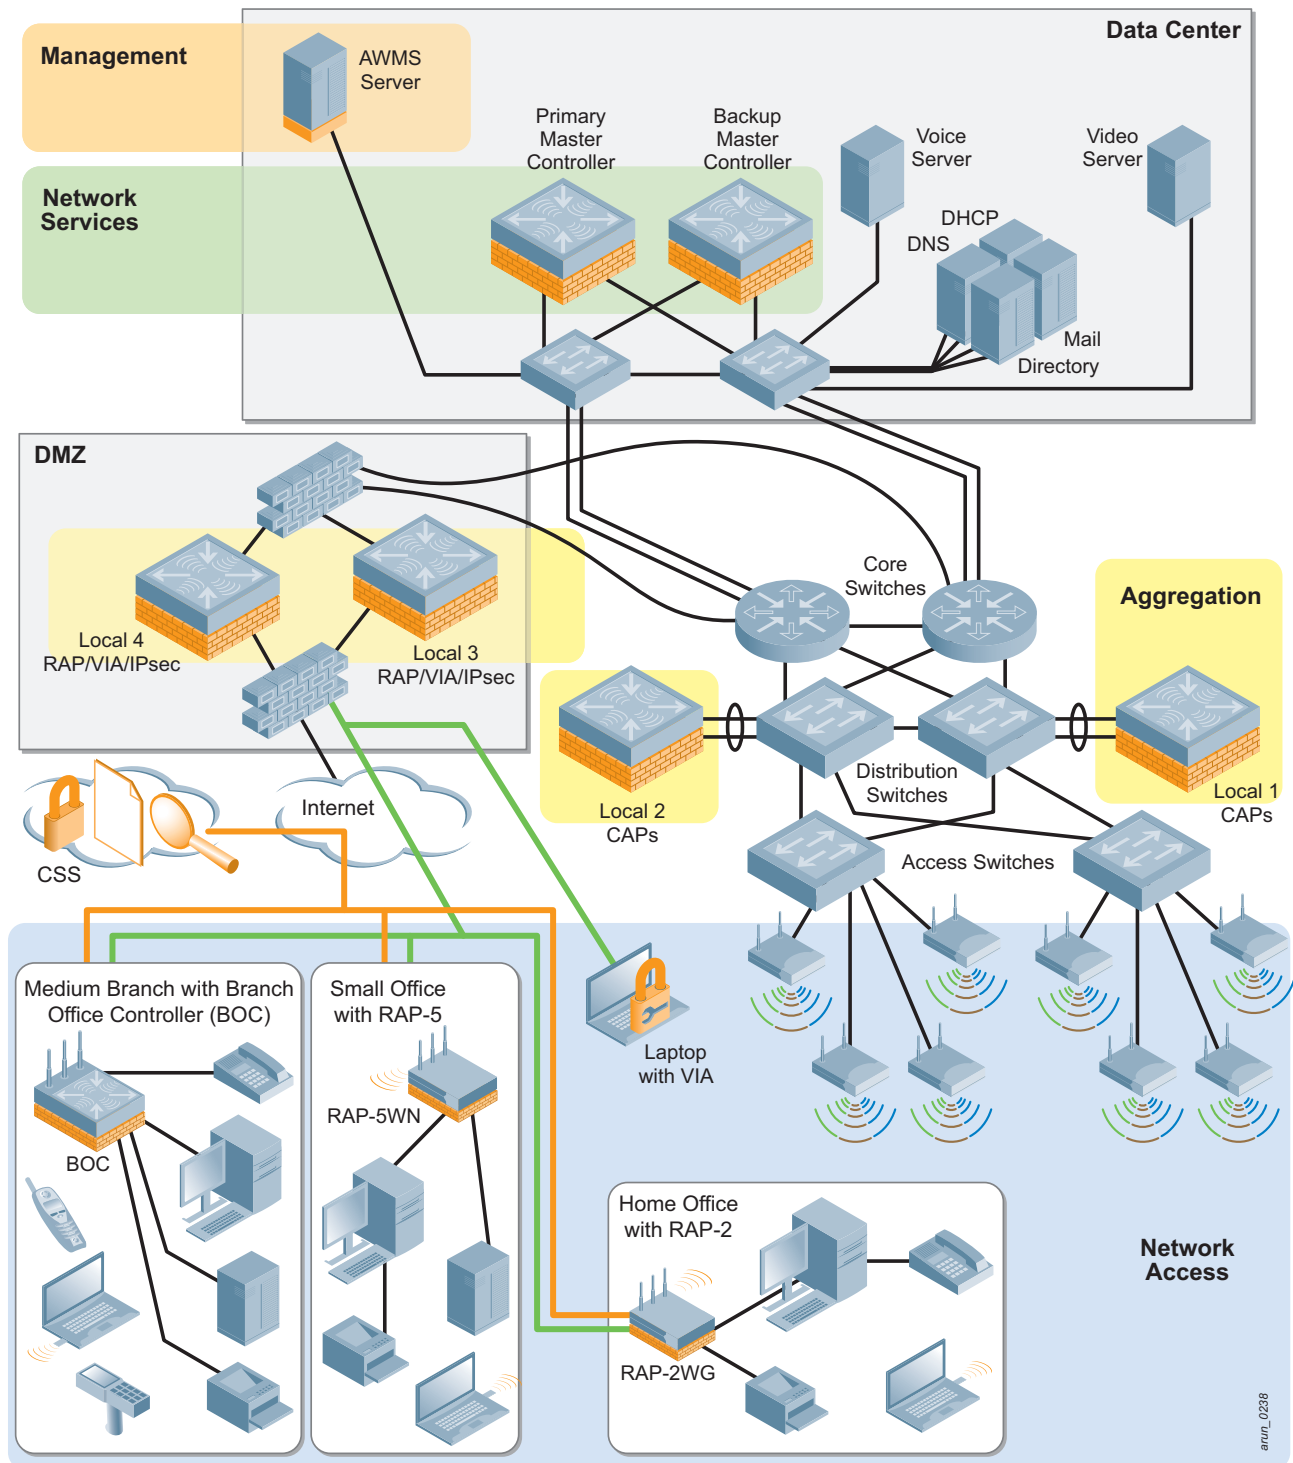 Data Center
Management
AWMS
Server
Primary
Master
Controller
Backup
Master
Controller
Voice
Server
Video
Server
Network
Services
DHCP
DNS
Mail
Directory
DMZ
Core
Switches
Aggregation
Local 4
RAP/VIA/IPsec
Local 3
RAP/VIA/IPsec
Distribution
Switches
Internet
Local 2
CAPs
Local 1
CAPs
CSS
Access Switches
Medium Branch with Branch
Office Controller (BOC)
Small Office
with RAP-5
Laptop
with VIA
RAP-5WN
BOC
Home Office
with RAP-2
Network
Access
RAP-2WG
arun_0238